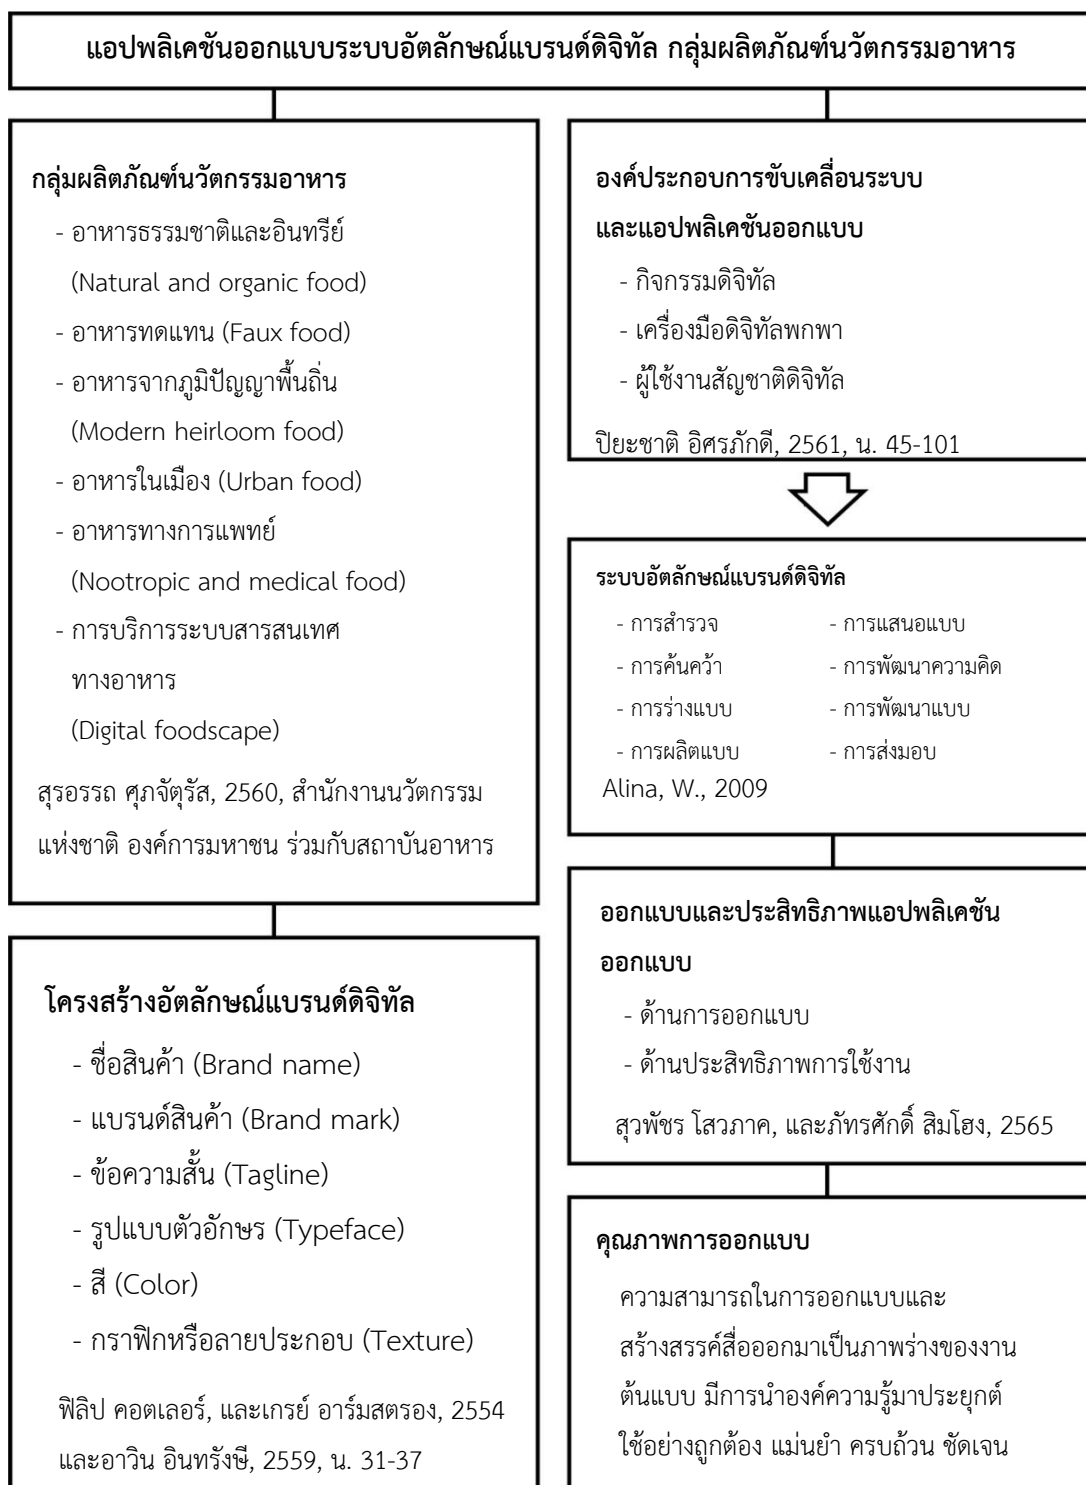 แอปพลิเคชันออกแบบระบบอัตลักษณ์แบรนด์ดิจิทัล กลุ่มผลิตภัณฑ์นวัตกรรมอาหาร
กลุ่มผลิตภัณฑ์นวัตกรรมอาหาร
- อาหารธรรมชาติและอินทรีย์
(Natural and organic food)
- อาหารทดแทน (Faux food)
- อาหารจากภูมิปัญญาพื้นถิ่น
(Modern heirloom food)
- อาหารในเมือง (Urban food)
- อาหารทางการแพทย์
(Nootropic and medical food)
- การบริการระบบสารสนเทศ
ทางอาหาร
(Digital foodscape)
สุรอรรถ ศุภจัตุรัส, 2560, สำนักงานนวัตกรรม
แห่งชาติ องค์การมหาชน ร่วมกับสถาบันอาหาร
โครงสร้างอัตลักษณ์แบรนด์ดิจิทัล
- ชื่อสินค้า (Brand name)
- แบรนด์สินค้า (Brand mark)
- ข้อความสั้น (Tagline)
- รูปแบบตัวอักษร (Typeface)
- สี (Color)
- กราฟิกหรือลายประกอบ (Texture)
ฟิลิป คอตเลอร์, และเกรย์ อาร์มสตรอง, 2554
และอาวิน อินทรังษี, 2559, น. 31-37
องค์ประกอบการขับเคลื่อนระบบ
และแอปพลิเคชันออกแบบ
- กิจกรรมดิจิทัล
- เครื่องมือดิจิทัลพกพา
- ผู้ใช้งานสัญชาติดิจิทัล
ปิยะชาติ อิศรภักดี, 2561, น. 45-101
ระบบอัตลักษณ์แบรนด์ดิจิทัล
- การสำรวจ - การแสนอแบบ
- การค้นคว้า - การพัฒนาความคิด
- การร่างแบบ - การพัฒนาแบบ
- การผลิตแบบ - การส่งมอบ
Alina, W., 2009
ออกแบบและประสิทธิภาพแอปพลิเคชัน
ออกแบบ
- ด้านการออกแบบ
- ด้านประสิทธิภาพการใช้งาน
สุวพัชร โสวภาค, และภัทรศักดิ์ สิมโฮง, 2565
คุณภาพการออกแบบ
ความสามารถในการออกแบบและ
สร้างสรรค์สื่อออกมาเป็นภาพร่างของงาน
ต้นแบบ มีการนำองค์ความรู้มาประยุกต์
ใช้อย่างถูกต้อง แม่นยำ ครบถ้วน ชัดเจน